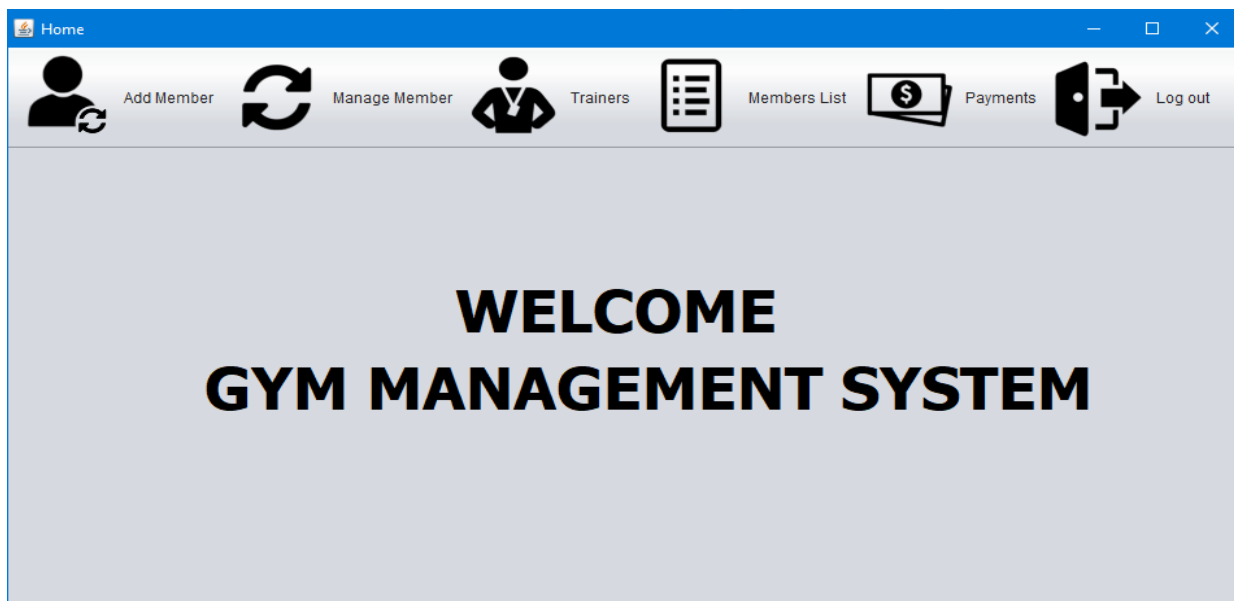 Home
Add Member Manage Member Trainers Members List $ Payments Log out
WELCOME
GYM MANAGEMENT SYSTEM